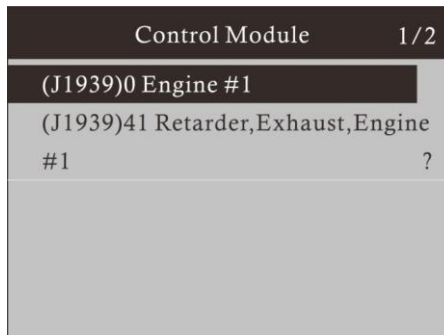 Control Module 1/2
(J1939)0 Engine #1
(J1939)41 Retarder,Exhaust,Engine
#1 ?